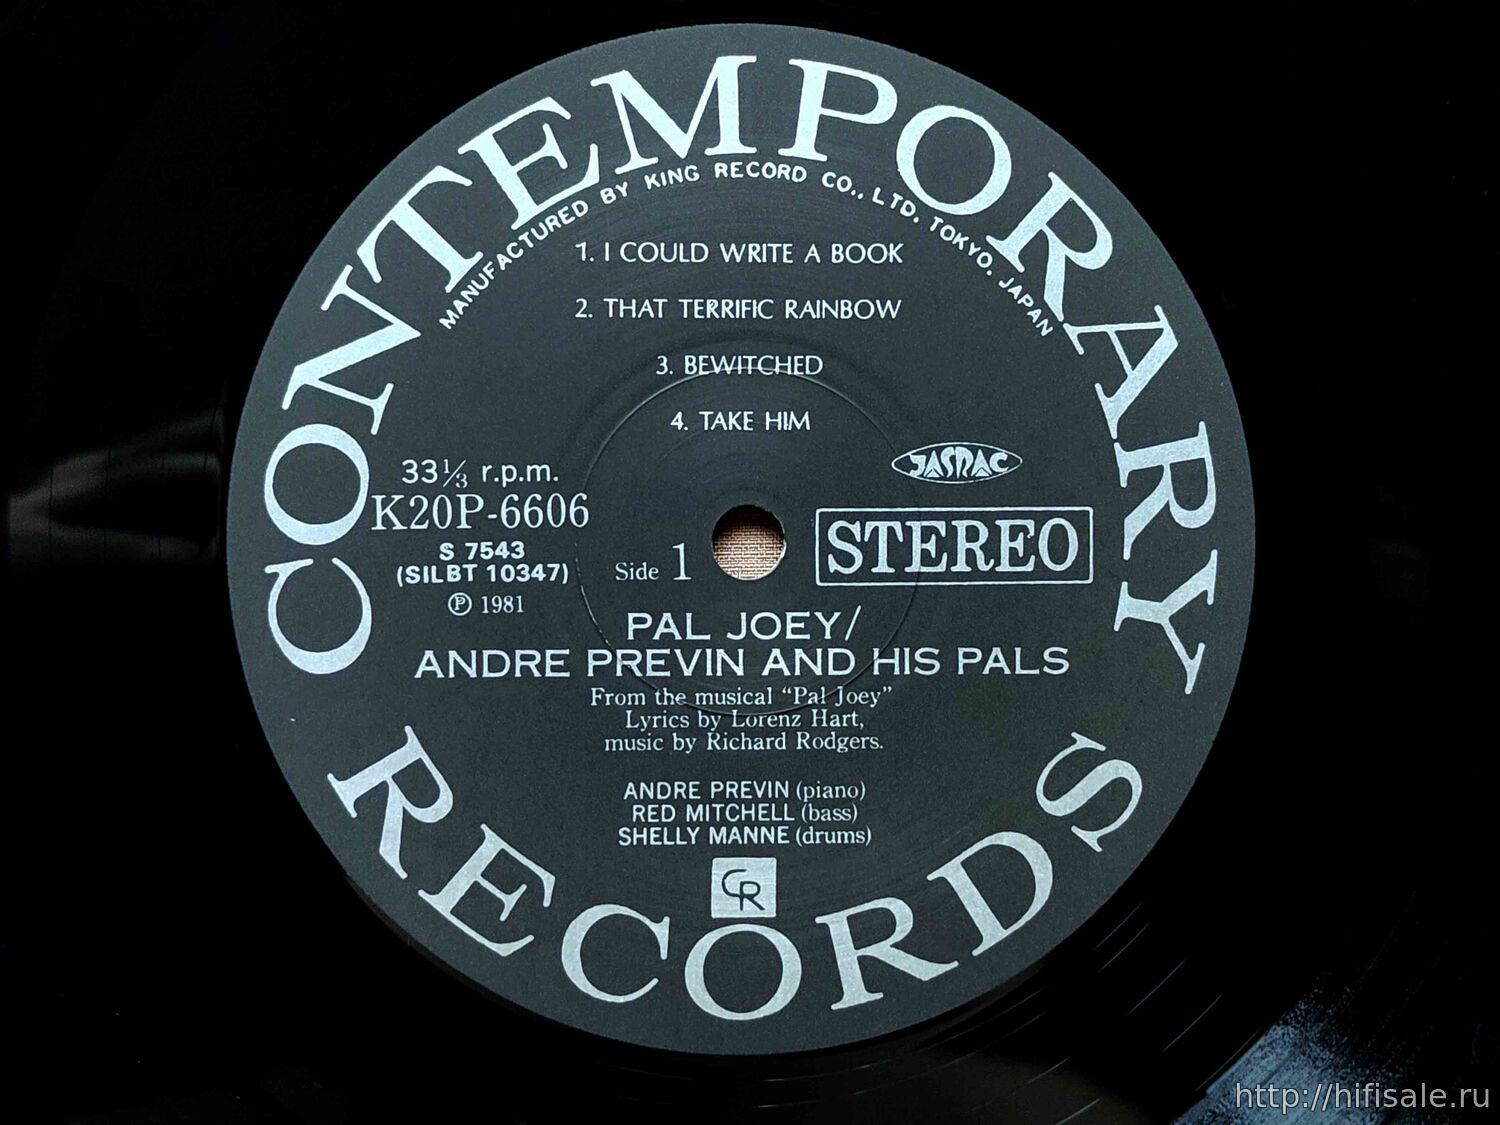 CONTEMPORARY
MANUFACTURED BY KING RECORD CO., LTD. TOKYO. JAPAN
1. I COULD WRITE A BOOK
2. THAT TERRIFIC RAINBOW
3. BEWITCHED
4. TAKE HIM
33⅓ r.p.m.
K20P-6606
S 7543
(SILBT 10347)
℗ 1981
Side 1
JASRAC
STEREO
PAL JOEY/
ANDRE PREVIN AND HIS PALS
From the musical "Pal Joey"
Lyrics by Lorenz Hart,
music by Richard Rodgers.
ANDRE PREVIN (piano)
RED MITCHELL (bass)
SHELLY MANNE (drums)
CR
RECORDS
http://hifisale.ru